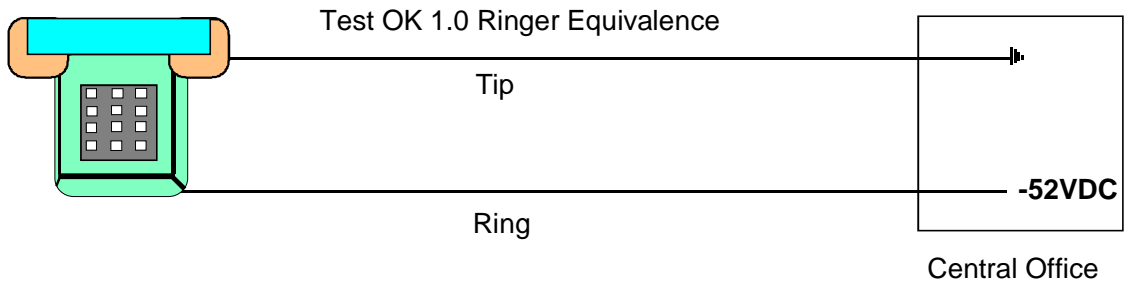 Test OK 1.0 Ringer Equivalence
Tip
-52VDC
Ring
Central Office